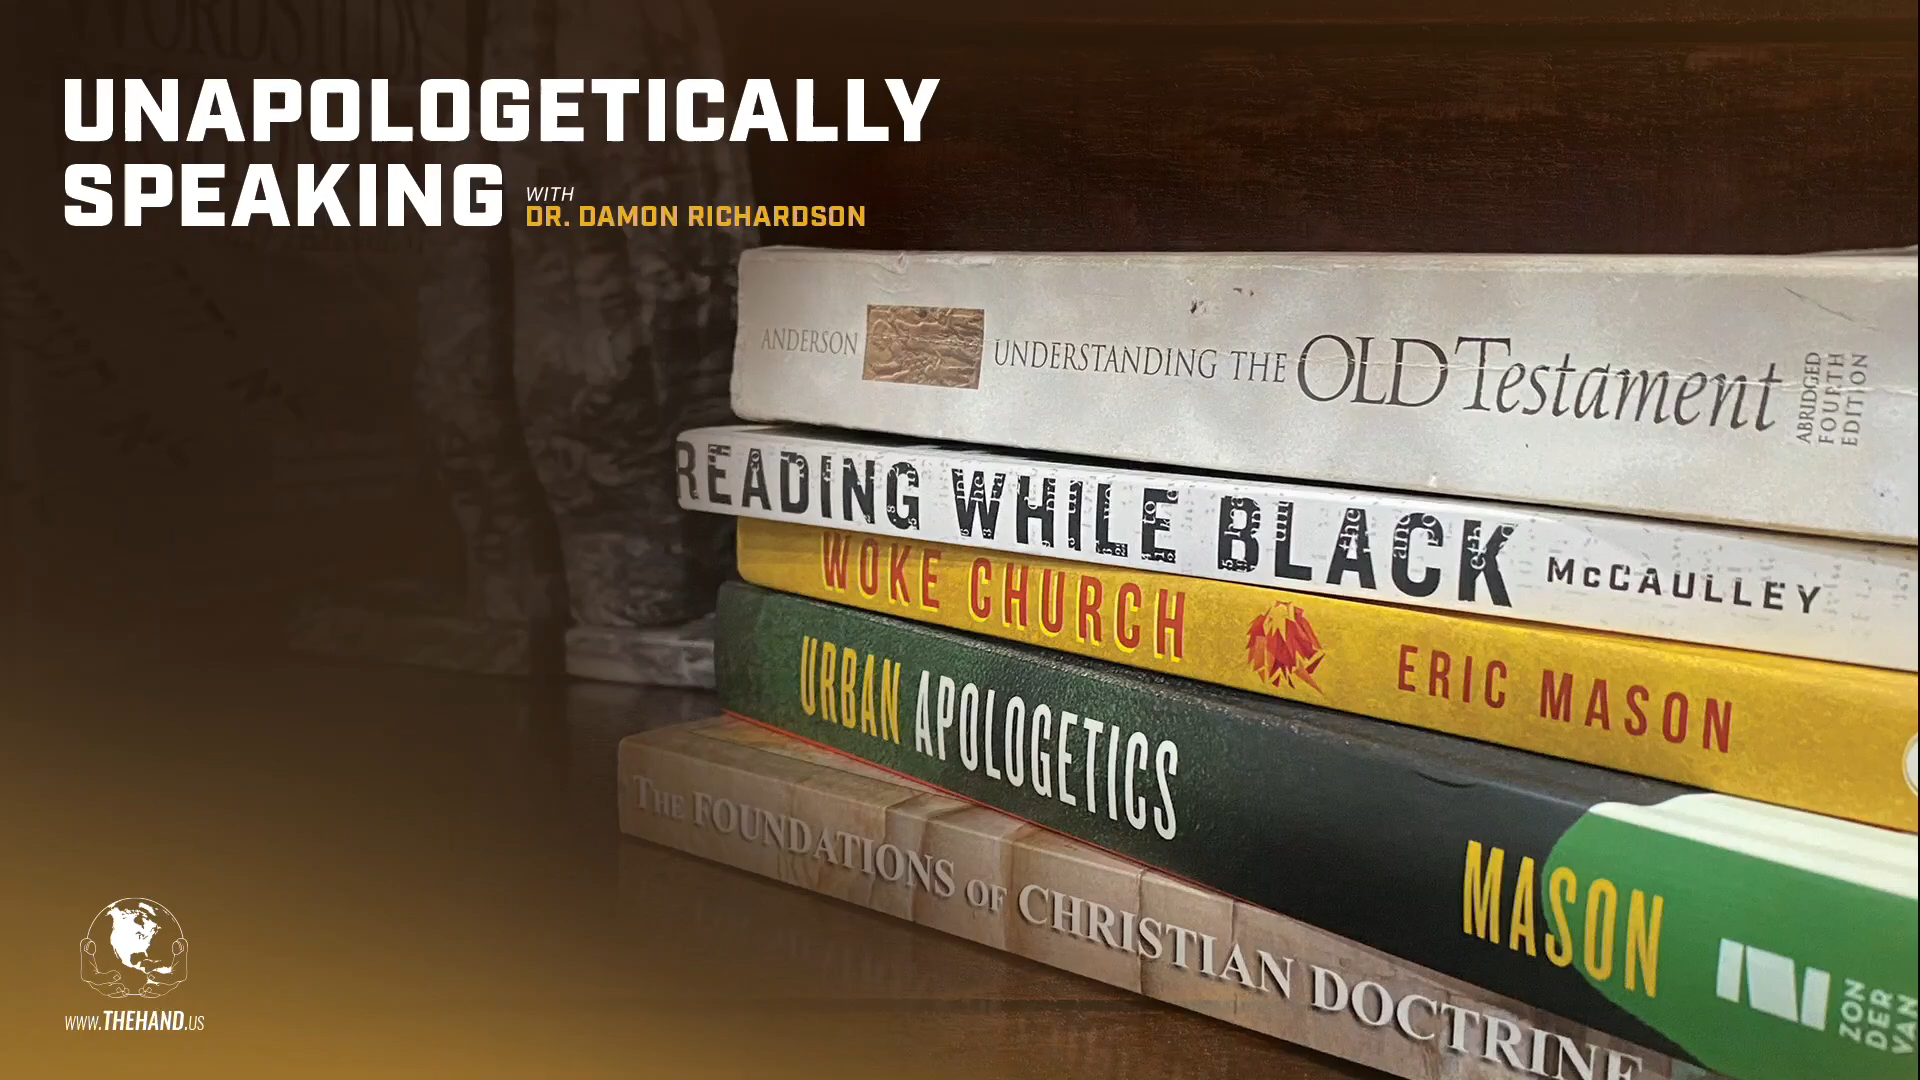 UNAPOLOGETICALLY
SPEAKING
WITH
DR. DAMON RICHARDSON
ANDERSON
UNDERSTANDING THE OLD Testament
ABRIDGED
FOURTH
EDITION
READING WHILE BLACK
McCAULLEY
WOKE CHURCH
ERIC MASON
URBAN APOLOGETICS
MASON
ZON
DER
VAN
THE FOUNDATIONS OF CHRISTIAN DOCTRINE
WWW.THEHAND.US